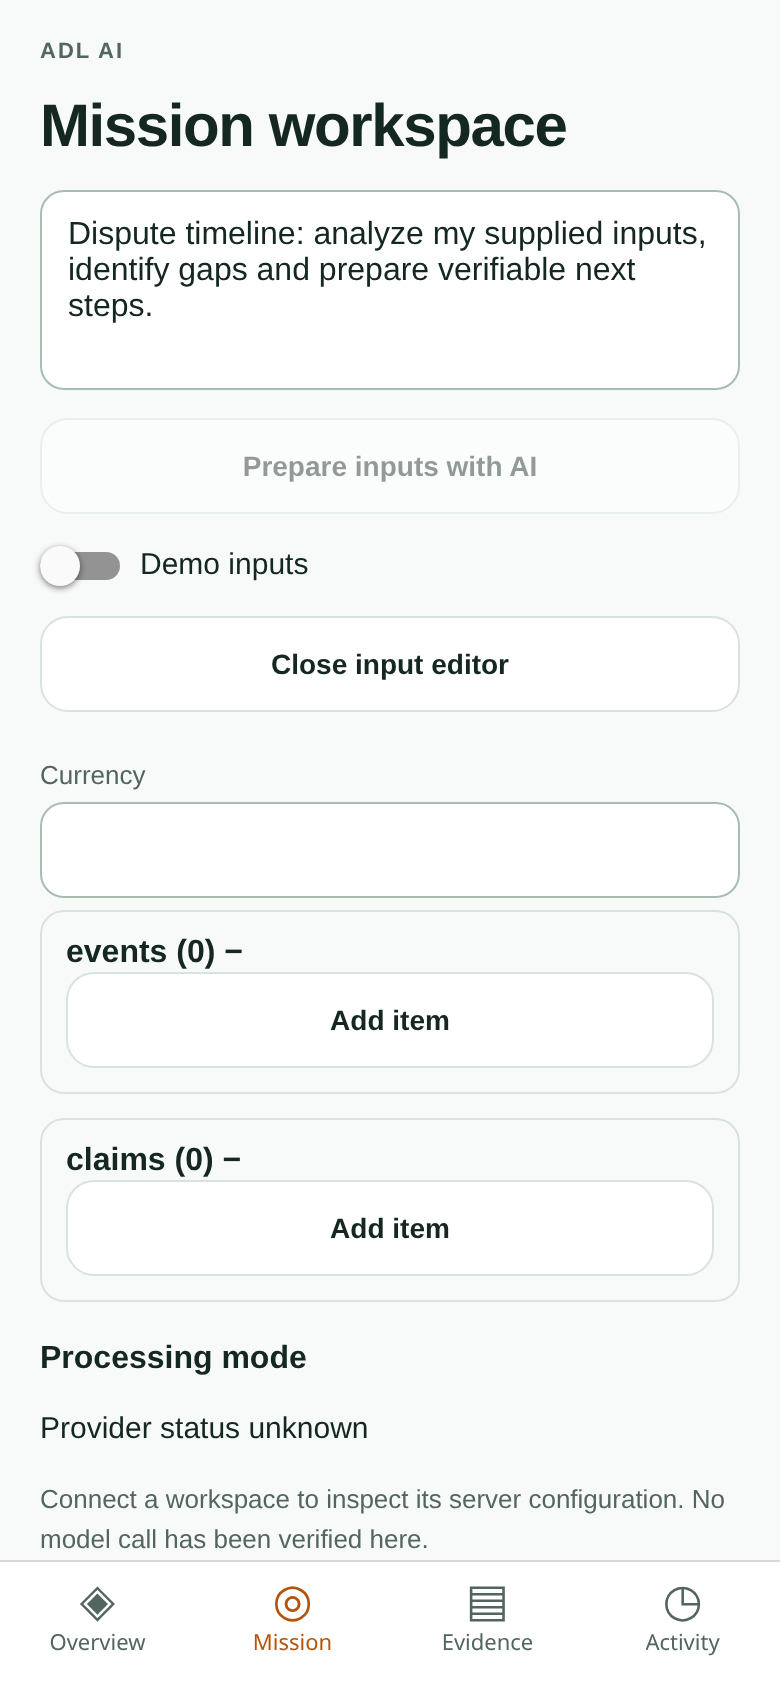 ADL AI
Mission workspace
Dispute timeline: analyze my supplied inputs,
identify gaps and prepare verifiable next
steps.
Prepare inputs with AI
Demo inputs
Close input editor
Currency
events (0) −
Add item
claims (0) −
Add item
Processing mode
Provider status unknown
Connect a workspace to inspect its server configuration. No
model call has been verified here.
Overview
Mission
Evidence
Activity